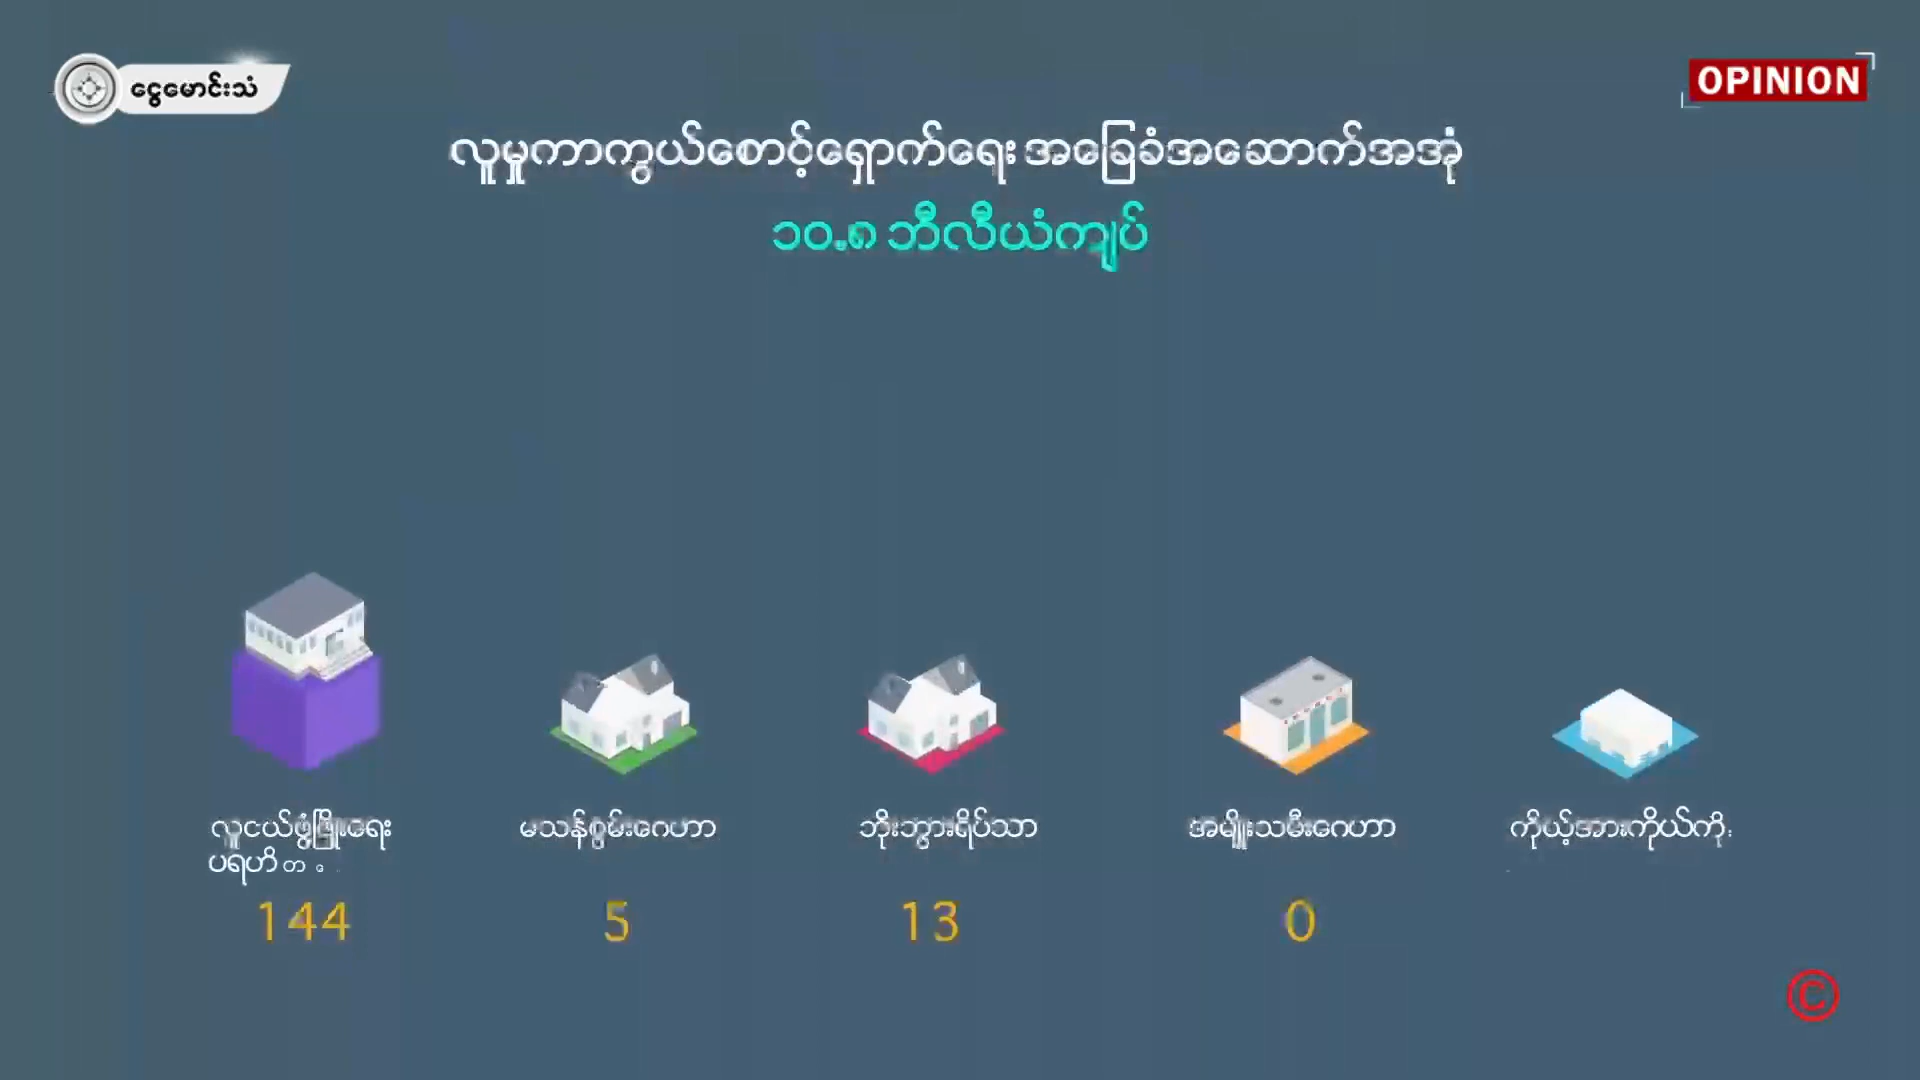 ငွေမောင်းသံ
OPINION
လူမှုကာကွယ်စောင့်ရှောက်ရေး အခြေခံအဆောက်အအုံ
၁၀.၈ ဘီလီယံကျပ်
လူငယ်ဖွံ့ဖြိုးရေး
ပရဟိတ
မသန်စွမ်းဂေဟာ
ဘိုးဘွားရိပ်သာ
အမျိုးသမီးဂေဟာ
ကိုယ့်အားကိုယ်ကိုး
144
5
13
0
©